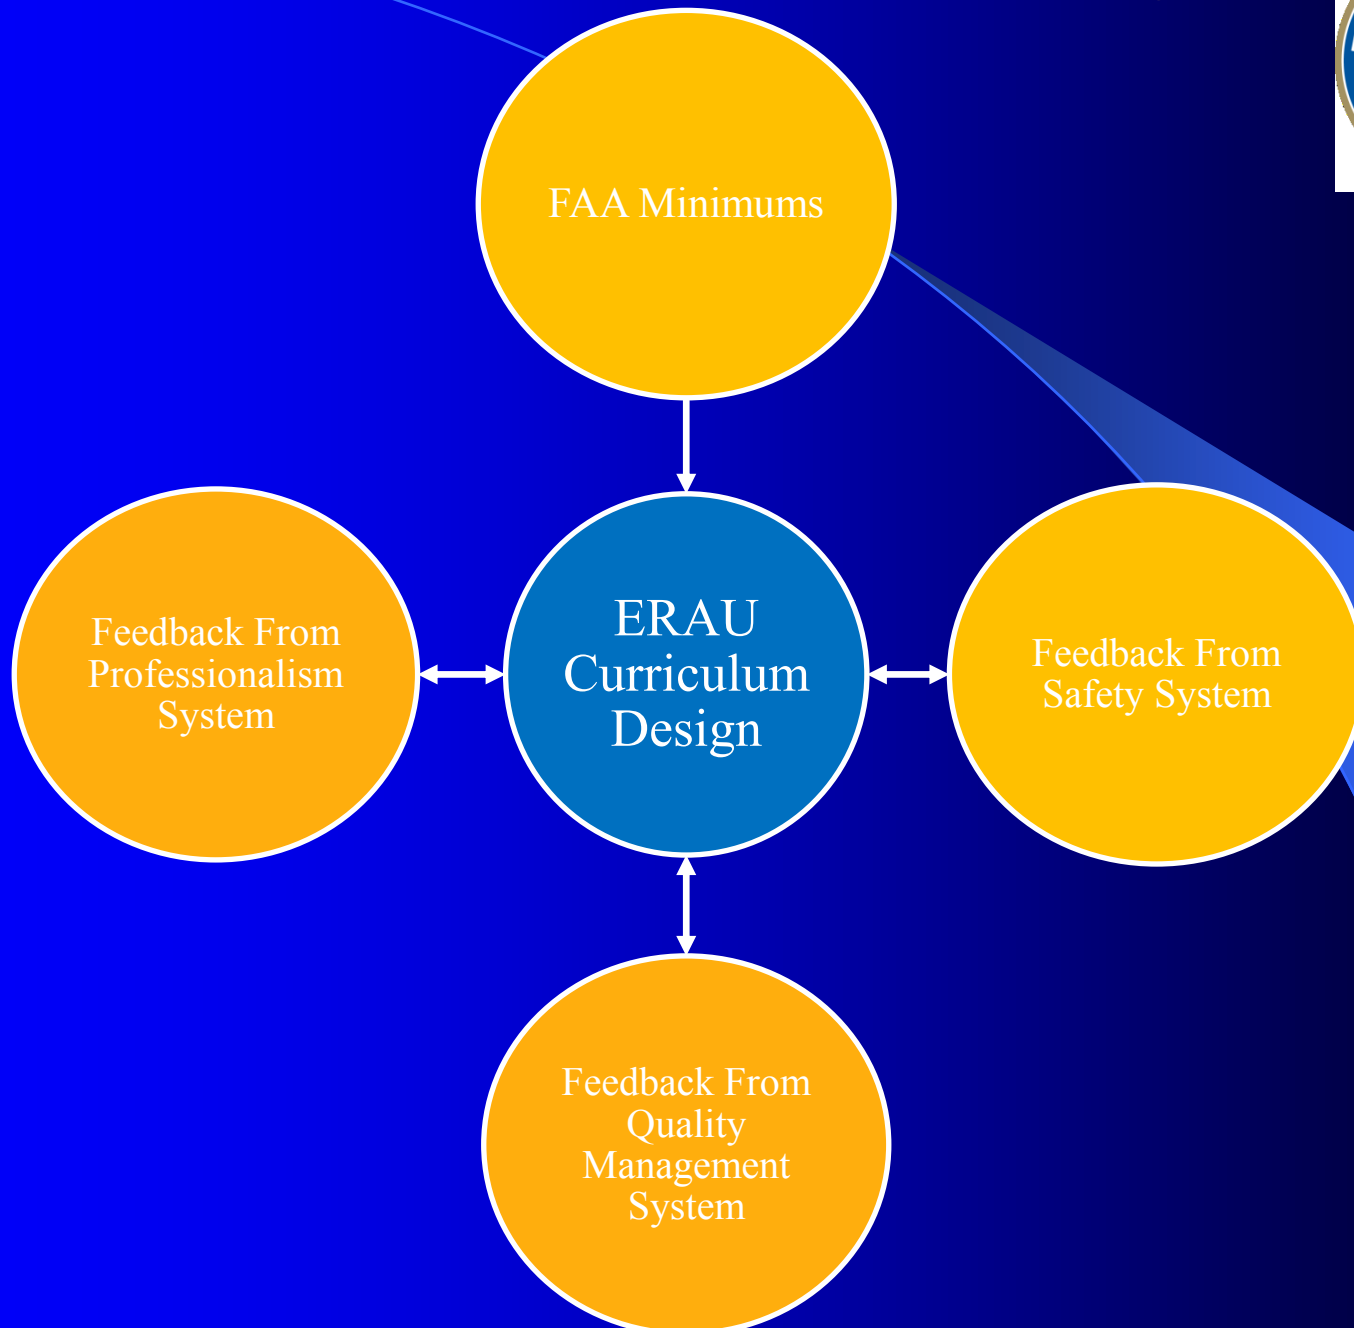 FAA Minimums
Feedback From
Professionalism
System
ERAU
Curriculum
Design
Feedback From
Safety System
Feedback From
Quality
Management
System